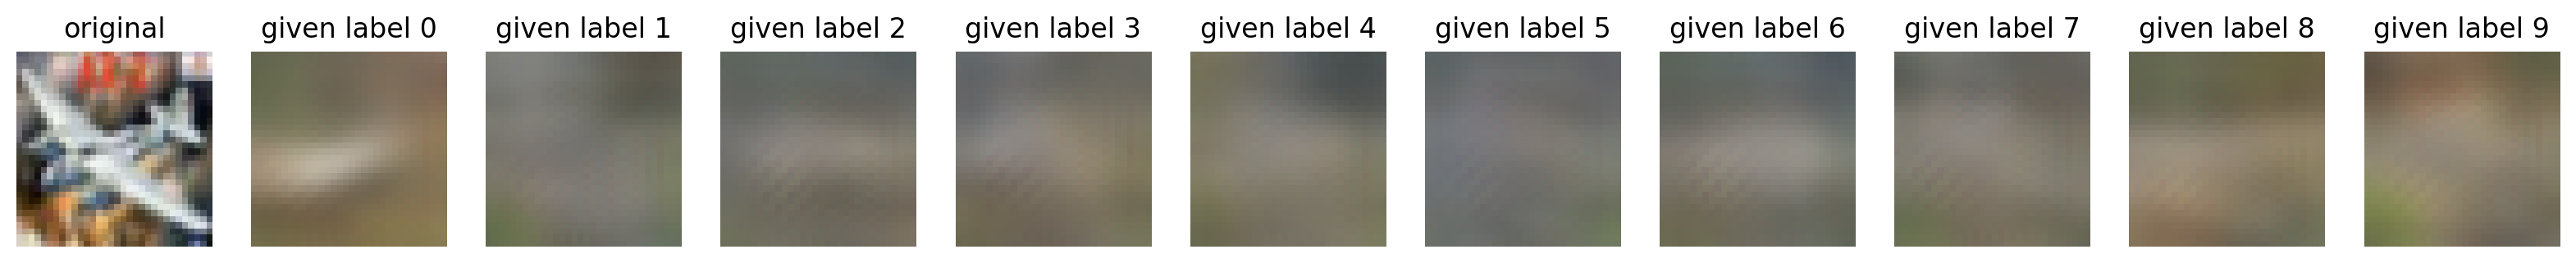 original
given label 0
given label 1
given label 2
given label 3
given label 4
given label 5
given label 6
given label 7
given label 8
given label 9